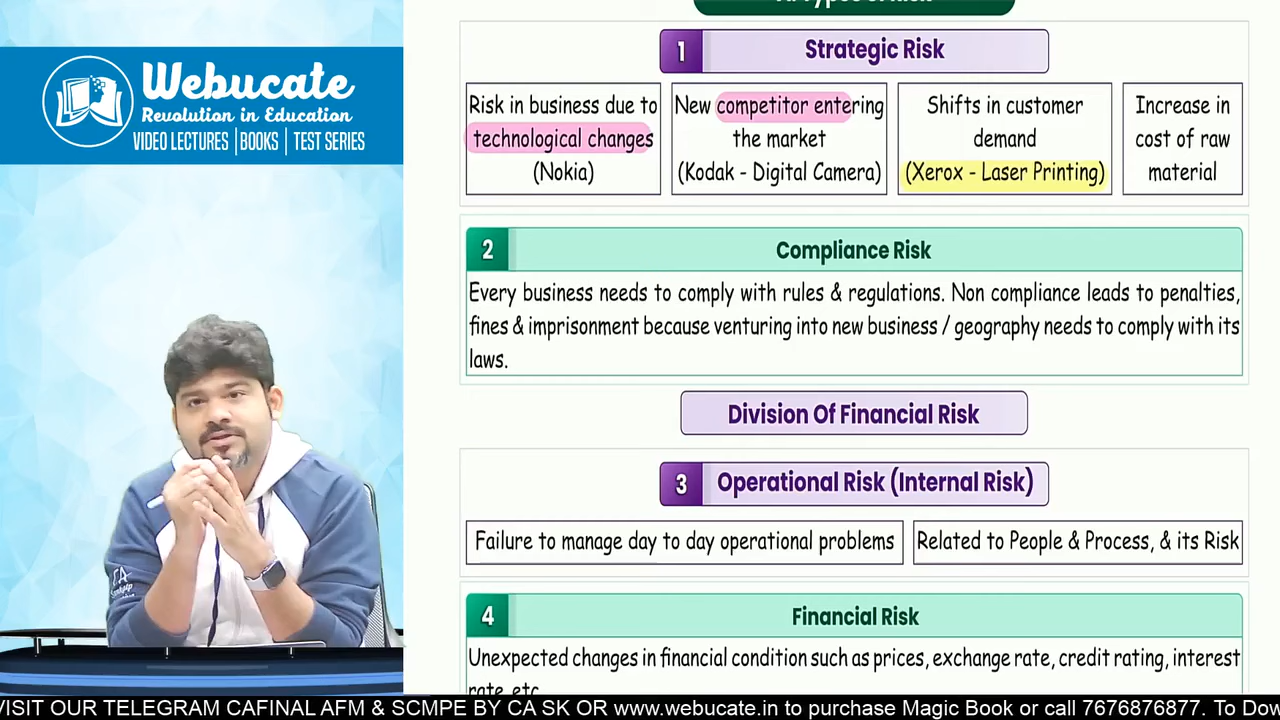 Webucate
Revolution in Education
VIDEO LECTURES | BOOKS | TEST SERIES
1
Strategic Risk
Risk in business due to
technological changes
(Nokia)
New competitor entering
the market
(Kodak - Digital Camera)
Shifts in customer
demand
(Xerox - Laser Printing)
Increase in
cost of raw
material
2
Compliance Risk
Every business needs to comply with rules & regulations. Non compliance leads to penalties,
fines & imprisonment because venturing into new business / geography needs to comply with its
laws.
Division Of Financial Risk
3
Operational Risk (Internal Risk)
Failure to manage day to day operational problems
Related to People & Process, & its Risk
4
Financial Risk
Unexpected changes in financial condition such as prices, exchange rate, credit rating, interest
rate, etc
VISIT OUR TELEGRAM CAFINAL AFM & SCMPE BY CA SK OR www.webucate.in to purchase Magic Book or call 7676876877. To Dow